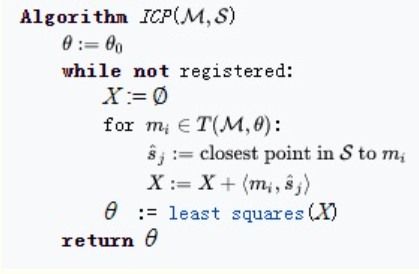 Algorithm ICP(ℳ, 𝒮)
θ := θ₀
while not registered:
X := ∅
for mᵢ ∈ T(ℳ, θ):
ŝⱼ := closest point in 𝒮 to mᵢ
X := X + ⟨mᵢ, ŝⱼ⟩
θ := least squares(X)
return θ